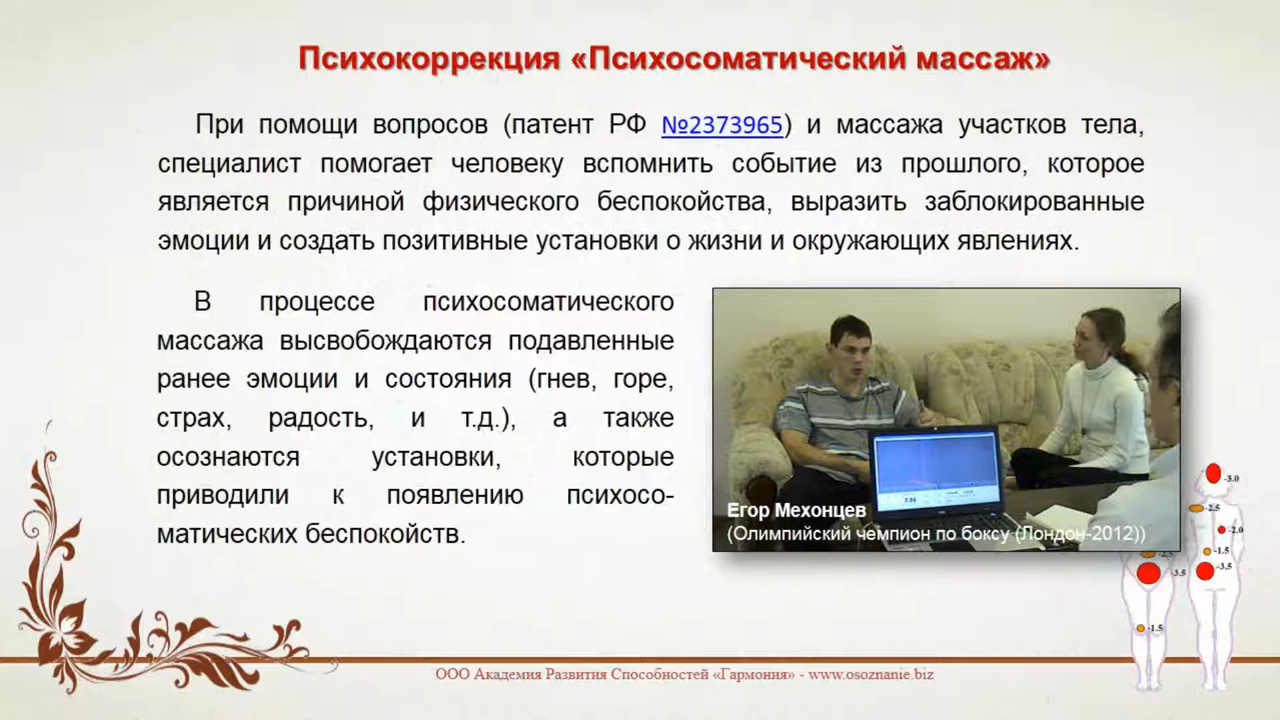 Психокоррекция «Психосоматический массаж»
При помощи вопросов (патент РФ №2373965) и массажа участков тела,
специалист помогает человеку вспомнить событие из прошлого, которое
является причиной физического беспокойства, выразить заблокированные
эмоции и создать позитивные установки о жизни и окружающих явлениях.
В процессе психосоматического
массажа высвобождаются подавленные
ранее эмоции и состояния (гнев, горе,
страх, радость, и т.д.), а также
осознаются установки, которые
приводили к появлению психосо-
матических беспокойств.
Егор Мехонцев
(Олимпийский чемпион по боксу (Лондон-2012))
-3.0
-2.5
-2.0
-1.5
-2.5
-3.5
-3.5
-1.5
ООО Академия Развития Способностей «Гармония» - www.osoznanie.biz